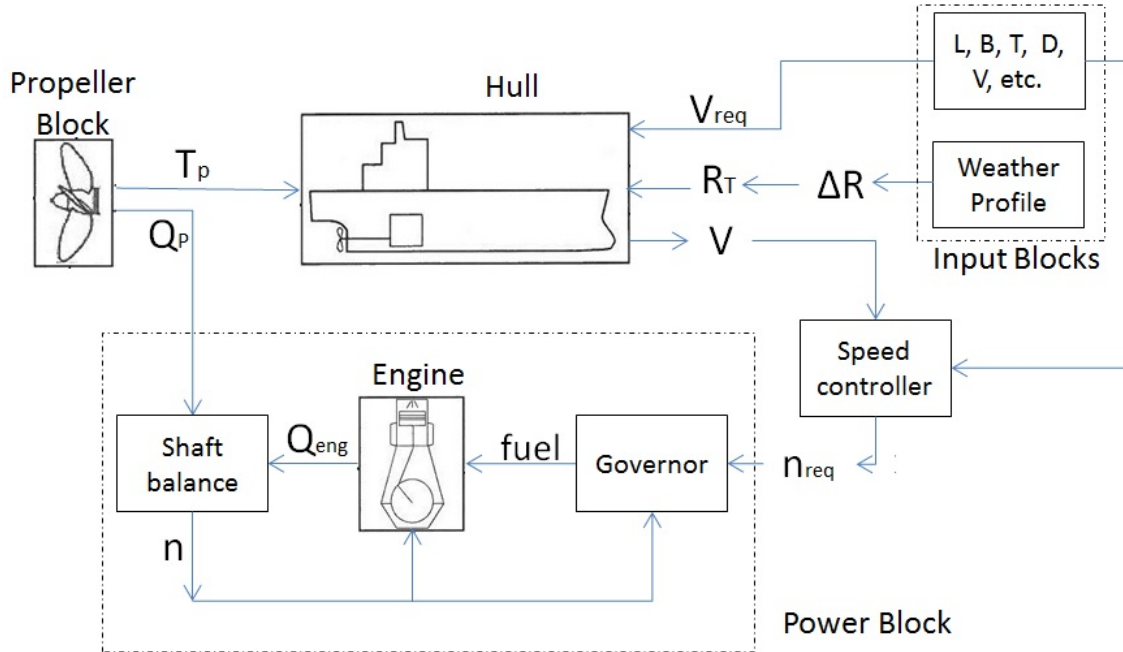 Propeller
Block
Hull
L, B, T, D,
V, etc.
Vreq
Weather
Profile
Tp
RT
ΔR
QP
V
Input Blocks
Speed
controller
Engine
Shaft
balance
Qeng
fuel
Governor
nreq
n
Power Block